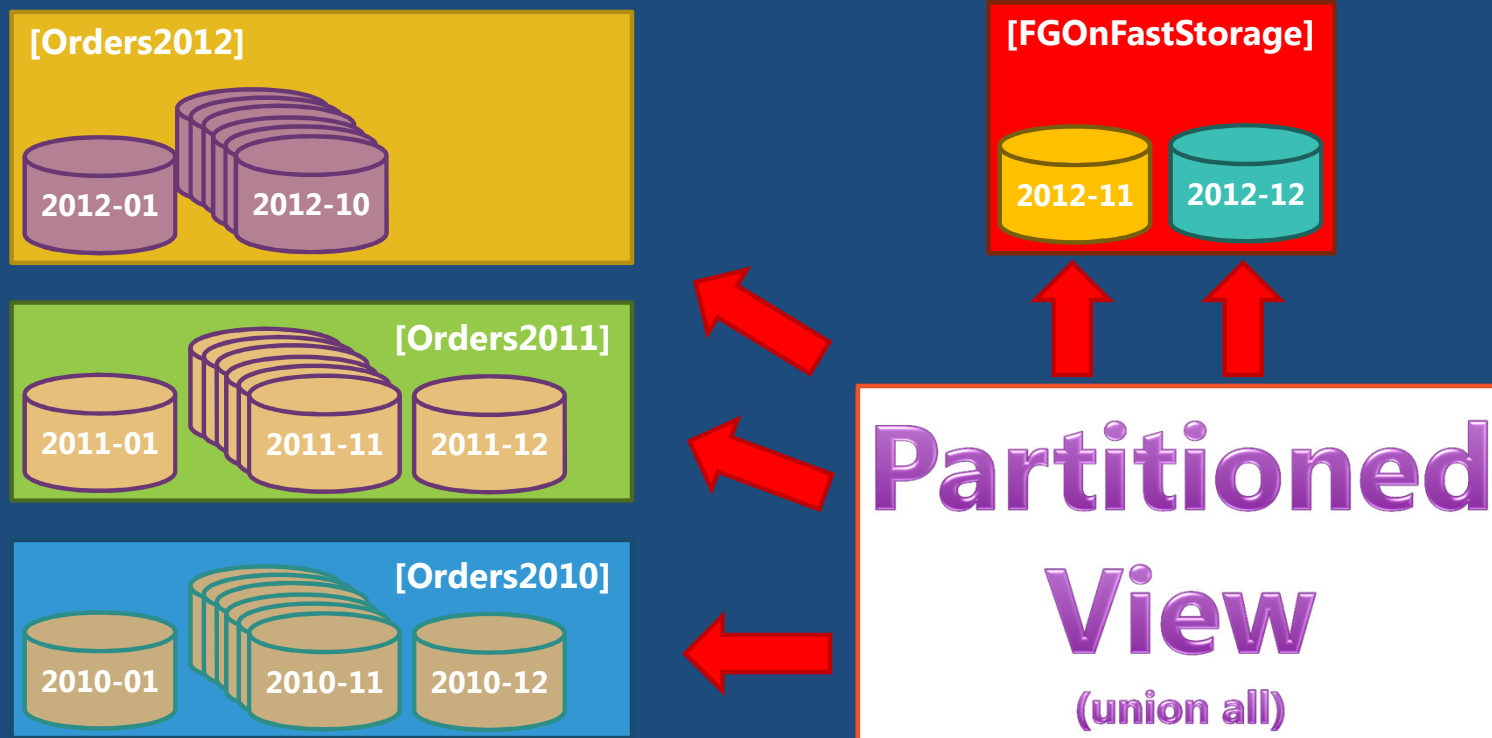 [Orders2012]
2012-01
2012-10
[FGOnFastStorage]
2012-11
2012-12
[Orders2011]
2011-01
2011-11
2011-12
[Orders2010]
2010-01
2010-11
2010-12
Partitioned
View
(union all)